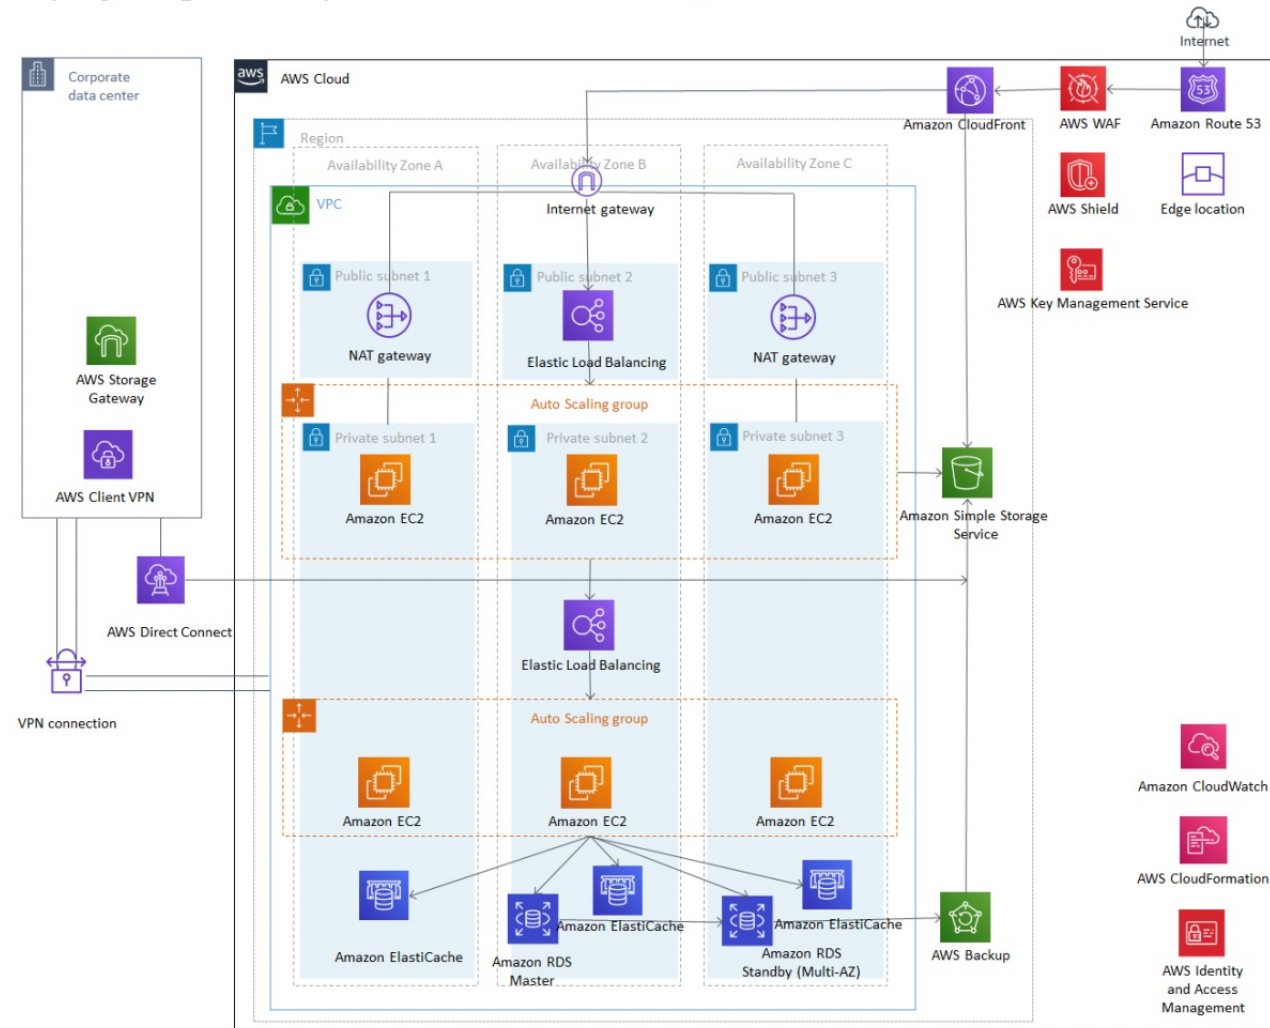 Internet
Corporate
data center
aws
AWS Cloud
53
Amazon CloudFront
AWS WAF
Amazon Route 53
Region
Availability Zone A
Availability Zone B
Availability Zone C
VPC
Internet gateway
AWS Shield
Edge location
Public subnet 1
Public subnet 2
Public subnet 3
AWS Key Management Service
NAT gateway
Elastic Load Balancing
NAT gateway
AWS Storage
Gateway
Auto Scaling group
Private subnet 1
Private subnet 2
Private subnet 3
AWS Client VPN
Amazon EC2
Amazon EC2
Amazon EC2
Amazon Simple Storage
Service
AWS Direct Connect
Elastic Load Balancing
VPN connection
Auto Scaling group
Amazon CloudWatch
Amazon EC2
Amazon EC2
Amazon EC2
AWS CloudFormation
Amazon ElastiCache
Amazon ElastiCache
Amazon ElastiCache
Amazon RDS
Master
Amazon RDS
Standby (Multi-AZ)
AWS Backup
AWS Identity
and Access
Management